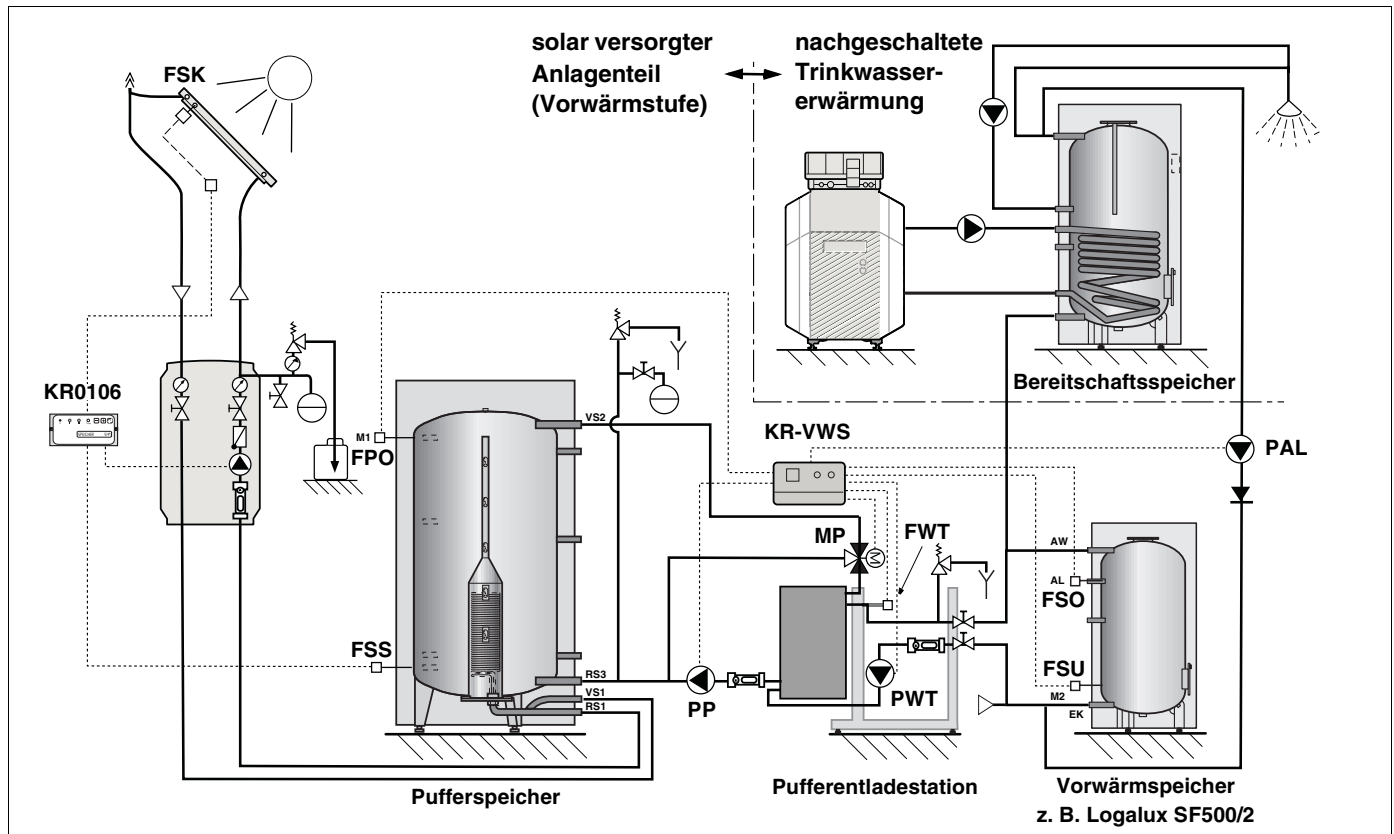 solar versorgter
Anlagenteil
(Vorwärmstufe)
nachgeschaltete
Trinkwasser-
erwärmung
FSK
KR0106
Bereitschaftsspeicher
VS2
M1
FPO
KR-VWS
PAL
MP
FWT
AW
AL
FSO
M
FSS
FSU
RS3
VS1
RS1
M2
EK
PP
PWT
Pufferspeicher
Pufferentladestation
Vorwärmspeicher
z. B. Logalux SF500/2